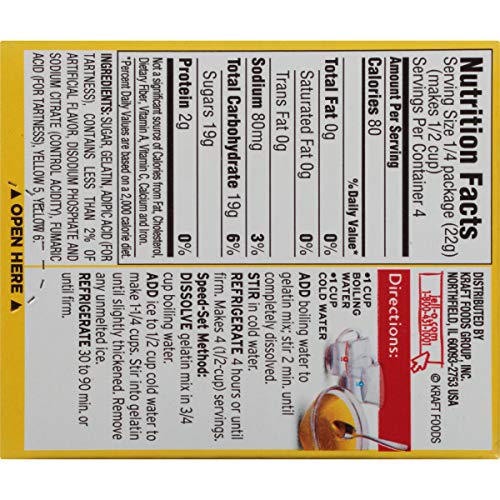 Nutrition Facts
Serving Size 1/4 package (22g)
(makes 1/2 cup)
Servings Per Container 4
Amount Per Serving
Calories 80
% Daily Value*
Total Fat 0g 0%
Saturated Fat 0g 0%
Trans Fat 0g
Sodium 80mg 3%
Total Carbohydrate 19g 6%
Sugars 19g
Protein 2g 0%
Not a significant source of Calories from Fat, Cholesterol,
Dietary Fiber, Vitamin A, Vitamin C, Calcium and Iron.
*Percent Daily Values are based on a 2,000 calorie diet.
INGREDIENTS: SUGAR, GELATIN, ADIPIC ACID (FOR
TARTNESS), CONTAINS LESS THAN 2% OF
ARTIFICIAL FLAVOR, DISODIUM PHOSPHATE AND
SODIUM CITRATE (CONTROL ACIDITY), FUMARIC
ACID (FOR TARTNESS), YELLOW 5, YELLOW 6.
OPEN HERE
© KRAFT FOODS
KRAFT FOODS GROUP, INC.
NORTHFIELD, IL 60093-2753 USA
1-800-431-1001
jell-o.com
Directions:
•1 CUP
BOILING
WATER
•1 CUP
COLD WATER
ADD boiling water to
gelatin mix; stir 2 min. until
completely dissolved.
STIR in cold water.
REFRIGERATE 4 hours or until
firm. Makes 4 (1/2-cup) servings.
Speed-Set Method:
DISSOLVE gelatin mix in 3/4
cup boiling water.
ADD ice to 1/2 cup cold water to
make 1-1/4 cups. Stir into gelatin
until slightly thickened. Remove
any unmelted ice.
REFRIGERATE 30 to 90 min. or
until firm.